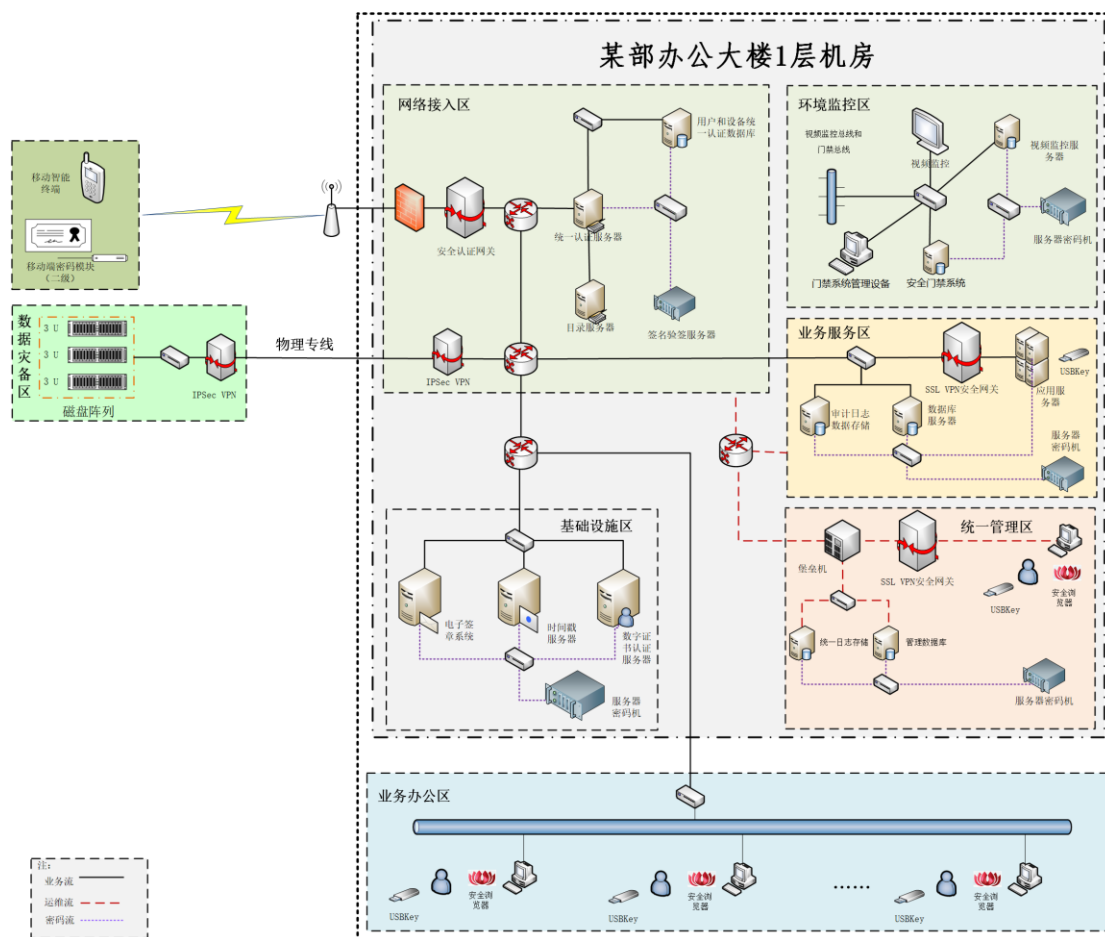 某部办公大楼1层机房
网络接入区
用户和设备统
一认证数据库
安全认证网关
统一认证服务器
目录服务器
签名验签服务器
IPSec VPN
环境监控区
视频监控总线和
门禁总线
视频监控
视频监控服
务器
服务器密码机
门禁系统管理设备
安全门禁系统
移动智能
终端
移动端密码模块
(二级)
数据灾备区
3 U
3 U
3 U
磁盘阵列
IPSec VPN
物理专线
业务服务区
SSL VPN安全网关
应用服
务器
USBKey
审计日志
数据存储
数据库
服务器
服务器
密码机
基础设施区
电子签
章系统
时间戳
服务器
数字证
书认证
服务器
服务器
密码机
统一管理区
堡垒机
SSL VPN安全网关
USBKey
安全浏
览器
统一日志存储
管理数据库
服务器密码机
业务办公区
USBKey
安全浏
览器
USBKey
安全浏
览器
······
USBKey
安全浏
览器
注:
业务流
运维流
密码流